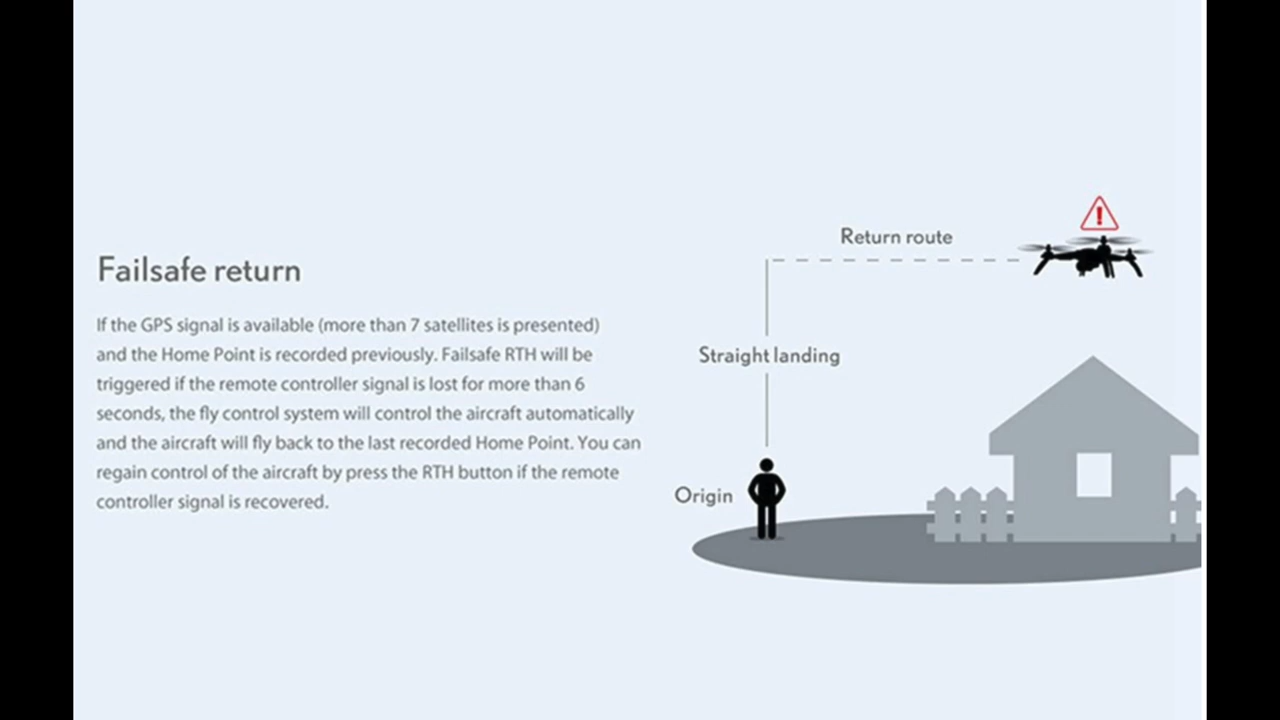 Failsafe return
If the GPS signal is available (more than 7 satellites is presented)
and the Home Point is recorded previously. Failsafe RTH will be
triggered if the remote controller signal is lost for more than 6
seconds, the fly control system will control the aircraft automatically
and the aircraft will fly back to the last recorded Home Point. You can
regain control of the aircraft by press the RTH button if the remote
controller signal is recovered.
Return route
Straight landing
Origin